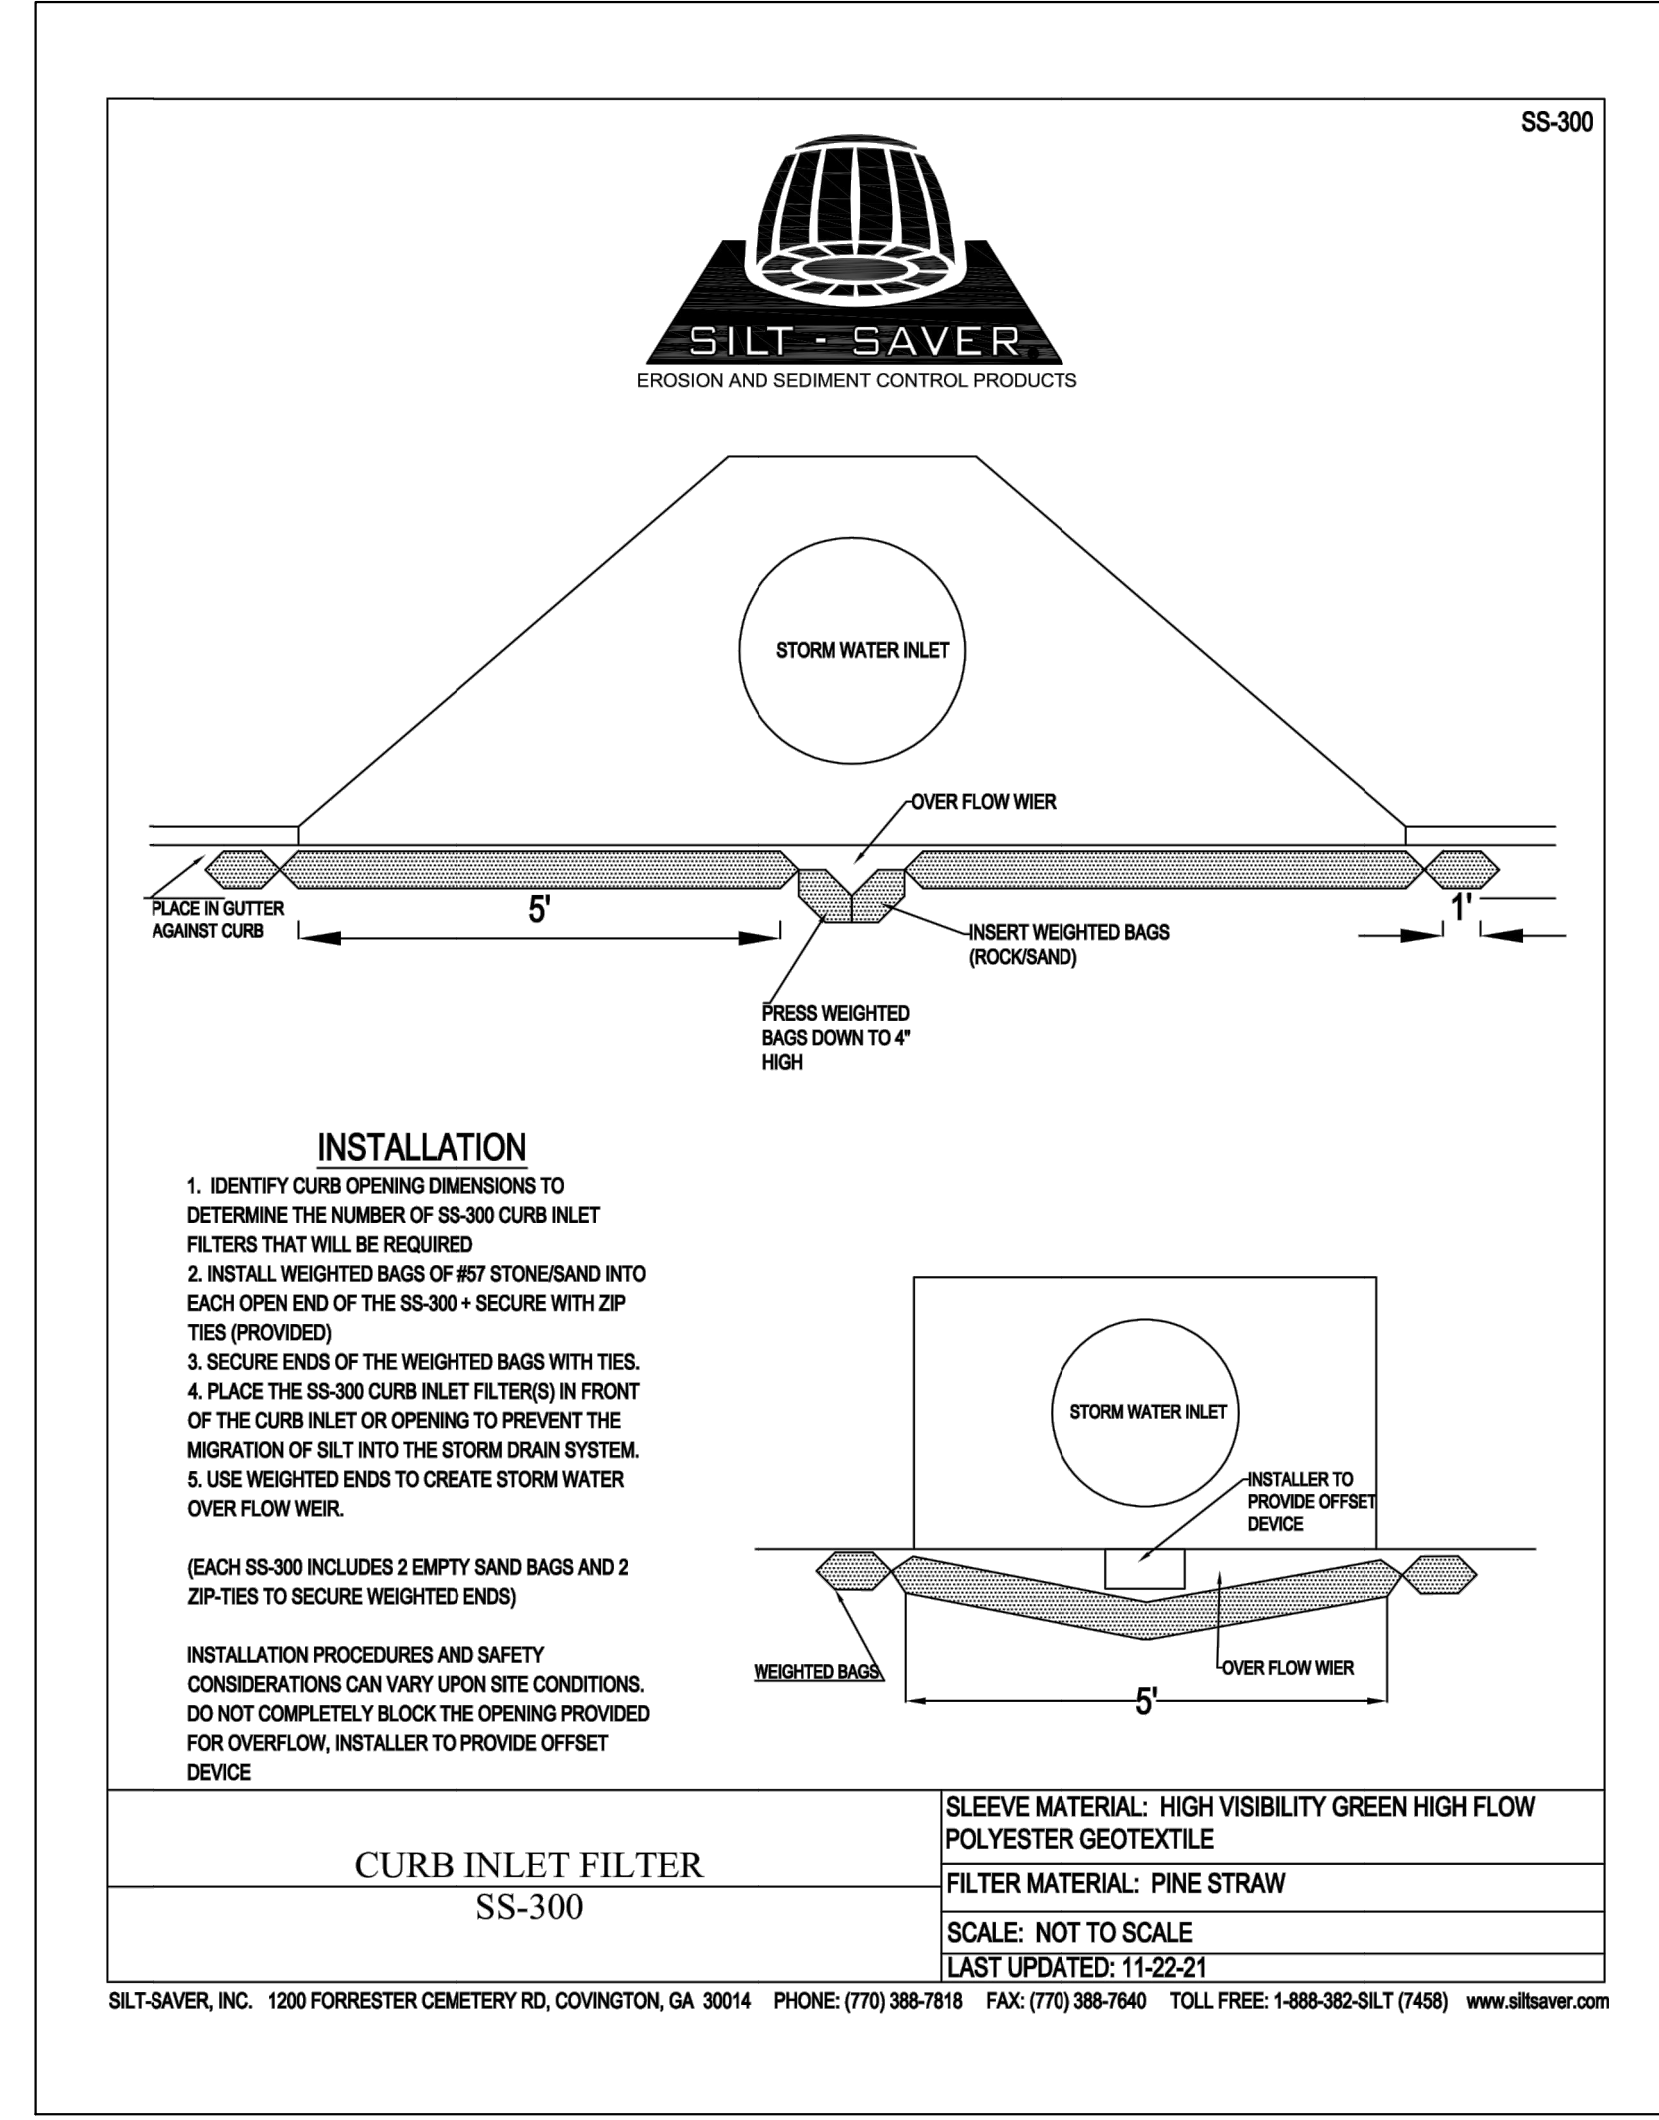 SS-300
SILT - SAVER®
EROSION AND SEDIMENT CONTROL PRODUCTS
STORM WATER INLET
OVER FLOW WIER
PLACE IN GUTTER
AGAINST CURB
5'
1'
INSERT WEIGHTED BAGS
(ROCK/SAND)
PRESS WEIGHTED
BAGS DOWN TO 4"
HIGH
INSTALLATION
1. IDENTIFY CURB OPENING DIMENSIONS TO
DETERMINE THE NUMBER OF SS-300 CURB INLET
FILTERS THAT WILL BE REQUIRED
2. INSTALL WEIGHTED BAGS OF #57 STONE/SAND INTO
EACH OPEN END OF THE SS-300 + SECURE WITH ZIP
TIES (PROVIDED)
3. SECURE ENDS OF THE WEIGHTED BAGS WITH TIES.
4. PLACE THE SS-300 CURB INLET FILTER(S) IN FRONT
OF THE CURB INLET OR OPENING TO PREVENT THE
MIGRATION OF SILT INTO THE STORM DRAIN SYSTEM.
5. USE WEIGHTED ENDS TO CREATE STORM WATER
OVER FLOW WEIR.
(EACH SS-300 INCLUDES 2 EMPTY SAND BAGS AND 2
ZIP-TIES TO SECURE WEIGHTED ENDS)
INSTALLATION PROCEDURES AND SAFETY
CONSIDERATIONS CAN VARY UPON SITE CONDITIONS.
DO NOT COMPLETELY BLOCK THE OPENING PROVIDED
FOR OVERFLOW, INSTALLER TO PROVIDE OFFSET
DEVICE
STORM WATER INLET
INSTALLER TO
PROVIDE OFFSET
DEVICE
WEIGHTED BAGS
OVER FLOW WIER
5'
CURB INLET FILTER
SS-300
SLEEVE MATERIAL: HIGH VISIBILITY GREEN HIGH FLOW
POLYESTER GEOTEXTILE
FILTER MATERIAL: PINE STRAW
SCALE: NOT TO SCALE
LAST UPDATED: 11-22-21
SILT-SAVER, INC. 1200 FORRESTER CEMETERY RD, COVINGTON, GA 30014 PHONE: (770) 388-7818 FAX: (770) 388-7640 TOLL FREE: 1-888-382-SILT (7458) www.siltsaver.com